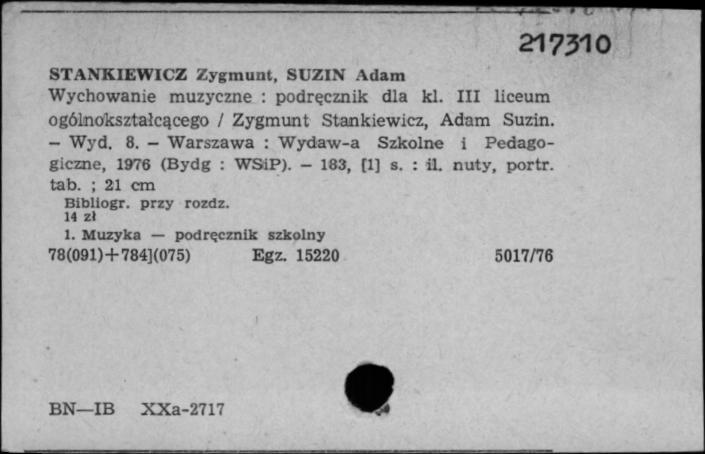 217310
STANKIEWICZ Zygmunt, SUZIN Adam
Wychowanie muzyczne : podręcznik dla kl. III liceum
ogólnokształcącego / Zygmunt Stankiewicz, Adam Suzin.
— Wyd. 8. — Warszawa : Wydaw-a Szkolne i Pedago-
giczne, 1976 (Bydg : WSiP). — 183, [1] s. : il. nuty, portr.
tab. ; 21 cm
Bibliogr. przy rozdz.
14 zł
1. Muzyka — podręcznik szkolny
78(091)+784](075) Egz. 15220 5017/76
BN—IB XXa-2717